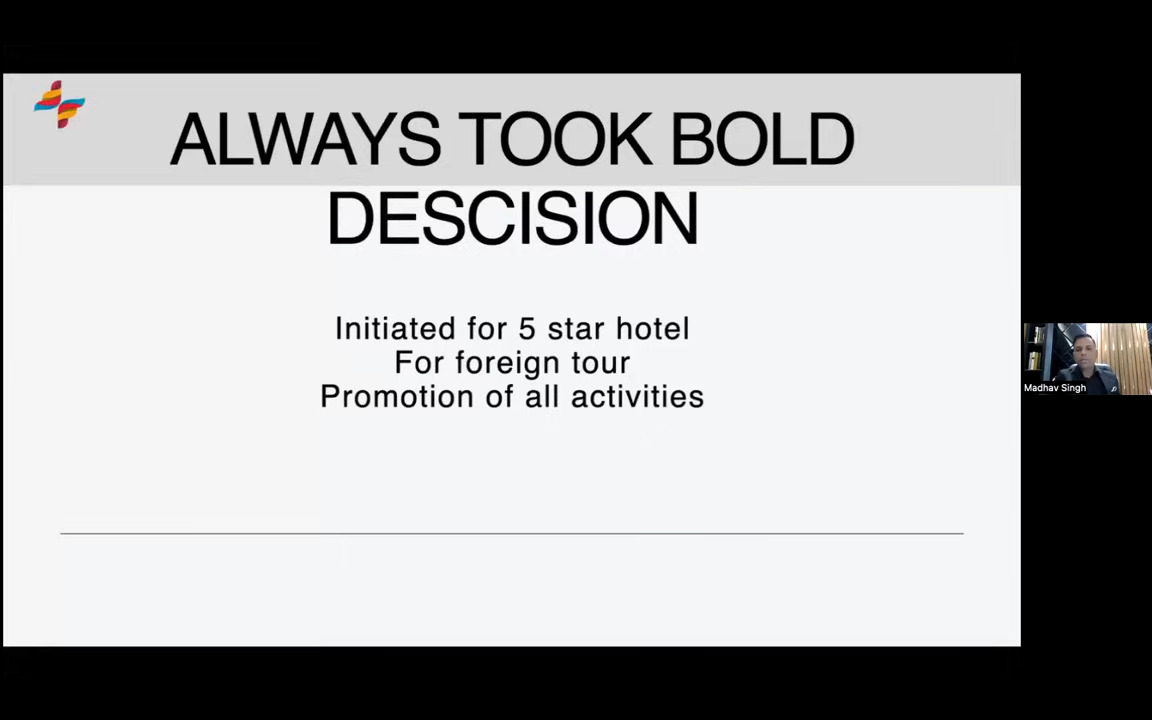 ALWAYS TOOK BOLD
DESCISION
Initiated for 5 star hotel
For foreign tour
Promotion of all activities
Madhav Singh